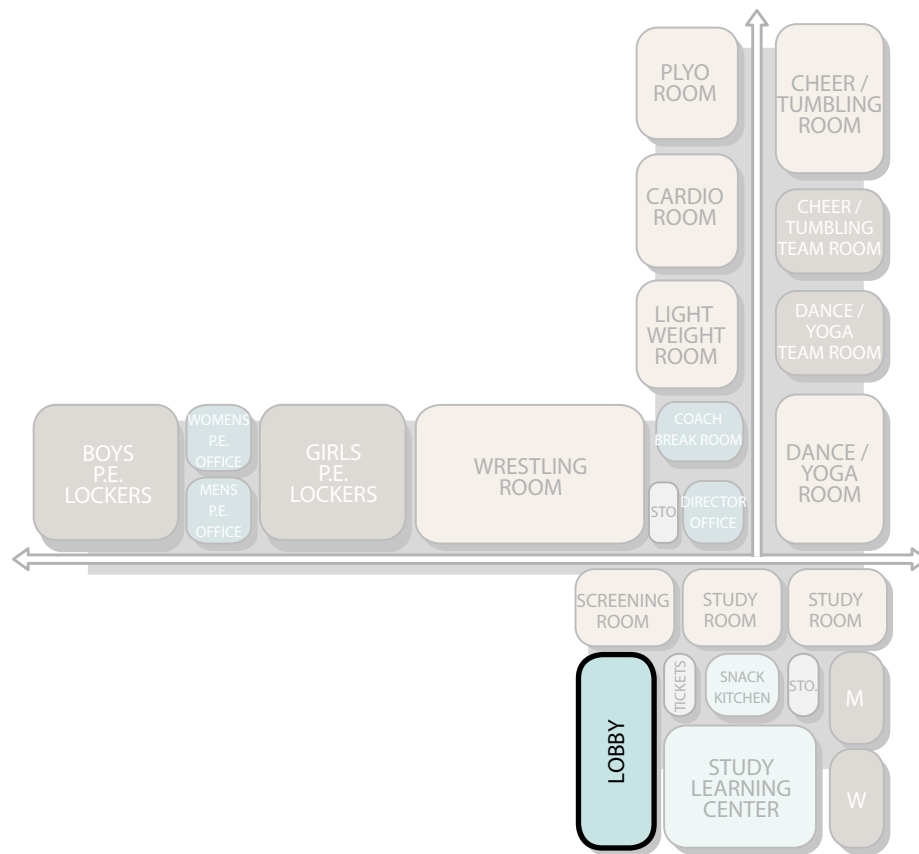 PLYO
ROOM
CHEER /
TUMBLING
ROOM
CARDIO
ROOM
CHEER /
TUMBLING
TEAM ROOM
LIGHT
WEIGHT
ROOM
DANCE /
YOGA
TEAM ROOM
BOYS
P.E.
LOCKERS
WOMENS
P.E.
OFFICE
MENS
P.E.
OFFICE
GIRLS
P.E.
LOCKERS
WRESTLING
ROOM
COACH
BREAK ROOM
STO
DIRECTOR
OFFICE
DANCE /
YOGA
ROOM
SCREENING
ROOM
STUDY
ROOM
STUDY
ROOM
LOBBY
TICKETS
SNACK
KITCHEN
STO.
M
STUDY
LEARNING
CENTER
W